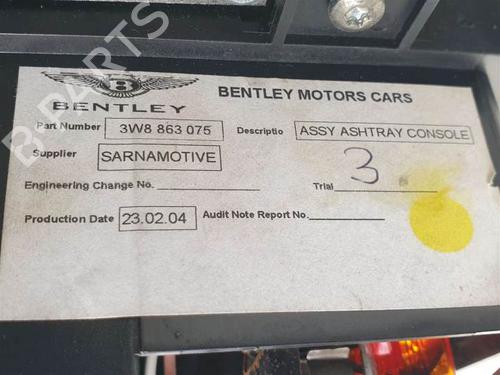 B
BENTLEY
BENTLEY MOTORS CARS
Part Number 3W8 863 075 Descriptio ASSY ASHTRAY CONSOLE
Supplier SARNAMOTIVE
Engineering Change No. Trial 3
Production Date 23.02.04 Audit Note Report No.
B-PARTS